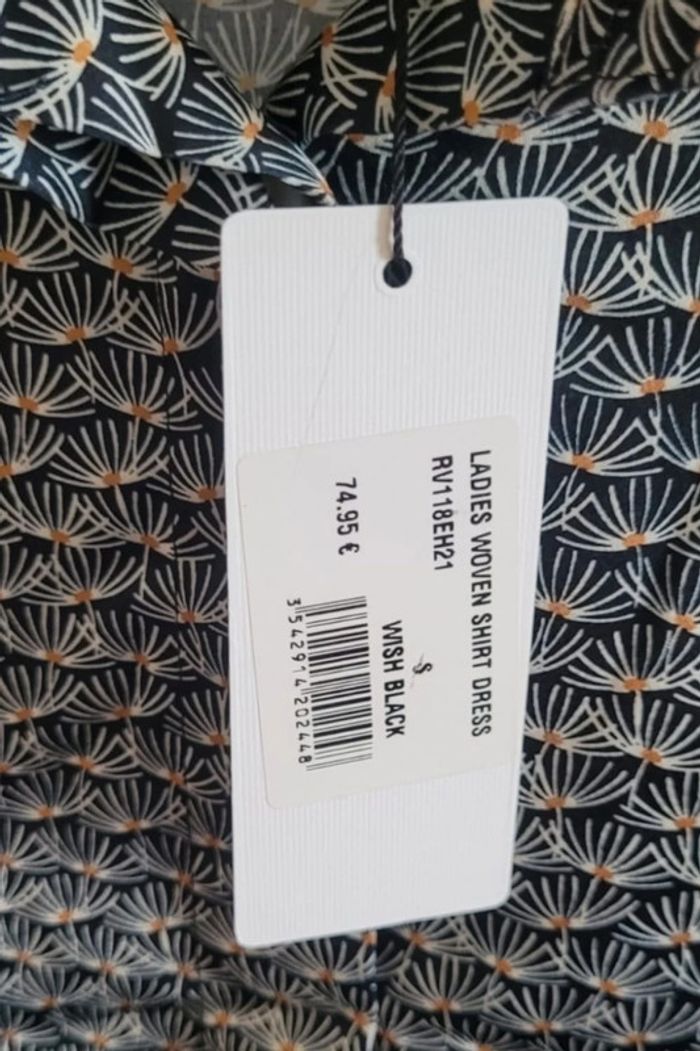 LADIES WOVEN SHIRT DRESS
RV118EH21
S
WISH BLACK
74.95 €
3542914202448